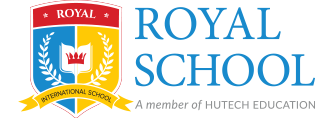 * ROYAL *
INTERNATIONAL SCHOOL
ROYAL
SCHOOL
A member of HUTECH EDUCATION